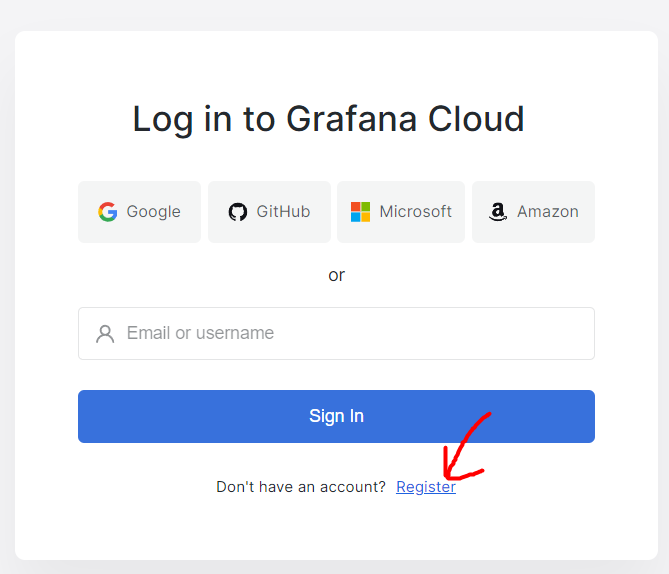 Log in to Grafana Cloud
Google GitHub Microsoft Amazon
or
Email or username
Sign In
Don't have an account? Register